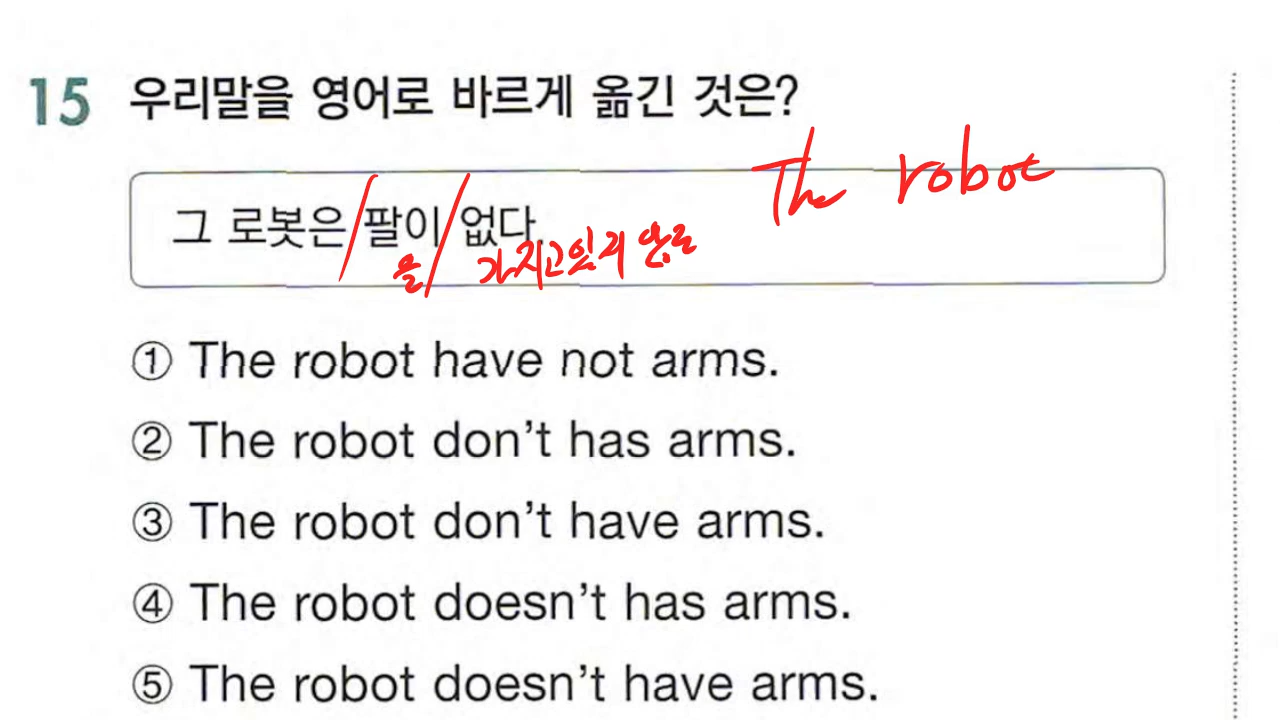 15 우리말을 영어로 바르게 옮긴 것은?
The robot
그 로봇은/팔이/없다.
을 가지고있지 않다
① The robot have not arms.
② The robot don't has arms.
③ The robot don't have arms.
④ The robot doesn't has arms.
⑤ The robot doesn't have arms.